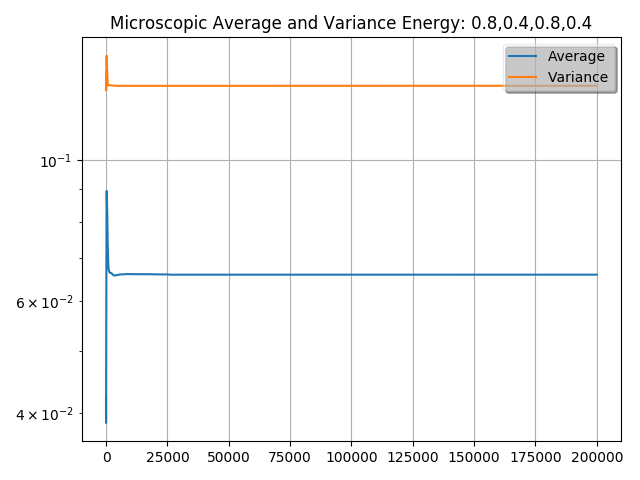 Microscopic Average and Variance Energy: 0.8,0.4,0.8,0.4
Average
Variance
10⁻¹
6 × 10⁻²
4 × 10⁻²
0 25000 50000 75000 100000 125000 150000 175000 200000